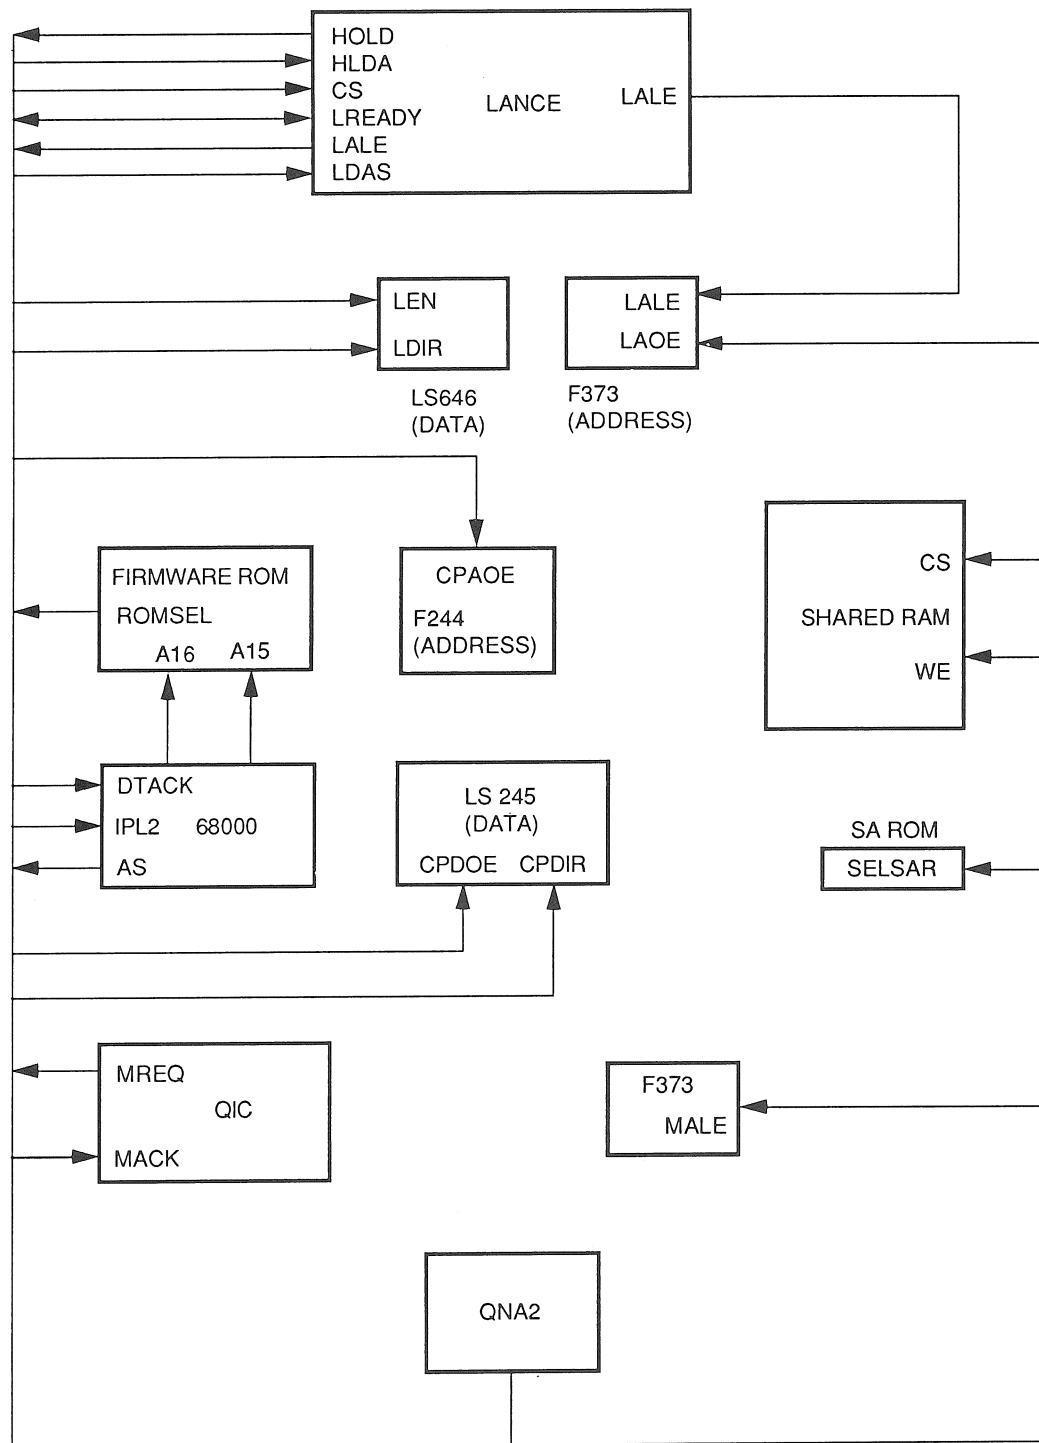 HOLD
HLDA
CS
LREADY
LALE
LDAS
LANCE
LALE
LEN
LDIR
LS646
(DATA)
LALE
LAOE
F373
(ADDRESS)
FIRMWARE ROM
ROMSEL
A16 A15
CPAOE
F244
(ADDRESS)
CS
SHARED RAM
WE
DTACK
IPL2 68000
AS
LS 245
(DATA)
CPDOE CPDIR
SA ROM
SELSAR
MREQ
QIC
MACK
F373
MALE
QNA2